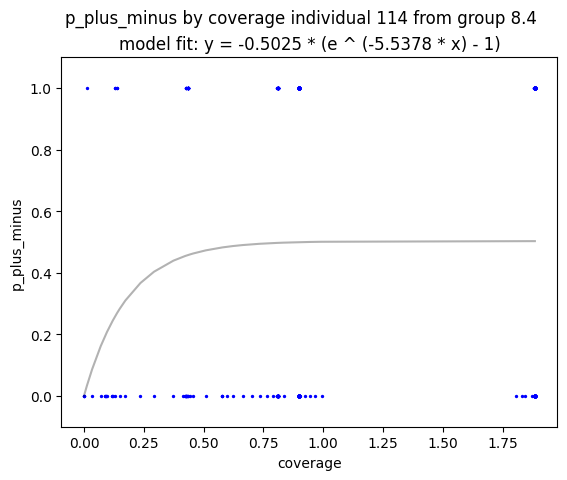 p_plus_minus by coverage individual 114 from group 8.4
model fit: y = -0.5025 * (e ^ (-5.5378 * x) - 1)
1.0
0.8
0.6
0.4
0.2
0.0
p_plus_minus
0.00 0.25 0.50 0.75 1.00 1.25 1.50 1.75
coverage